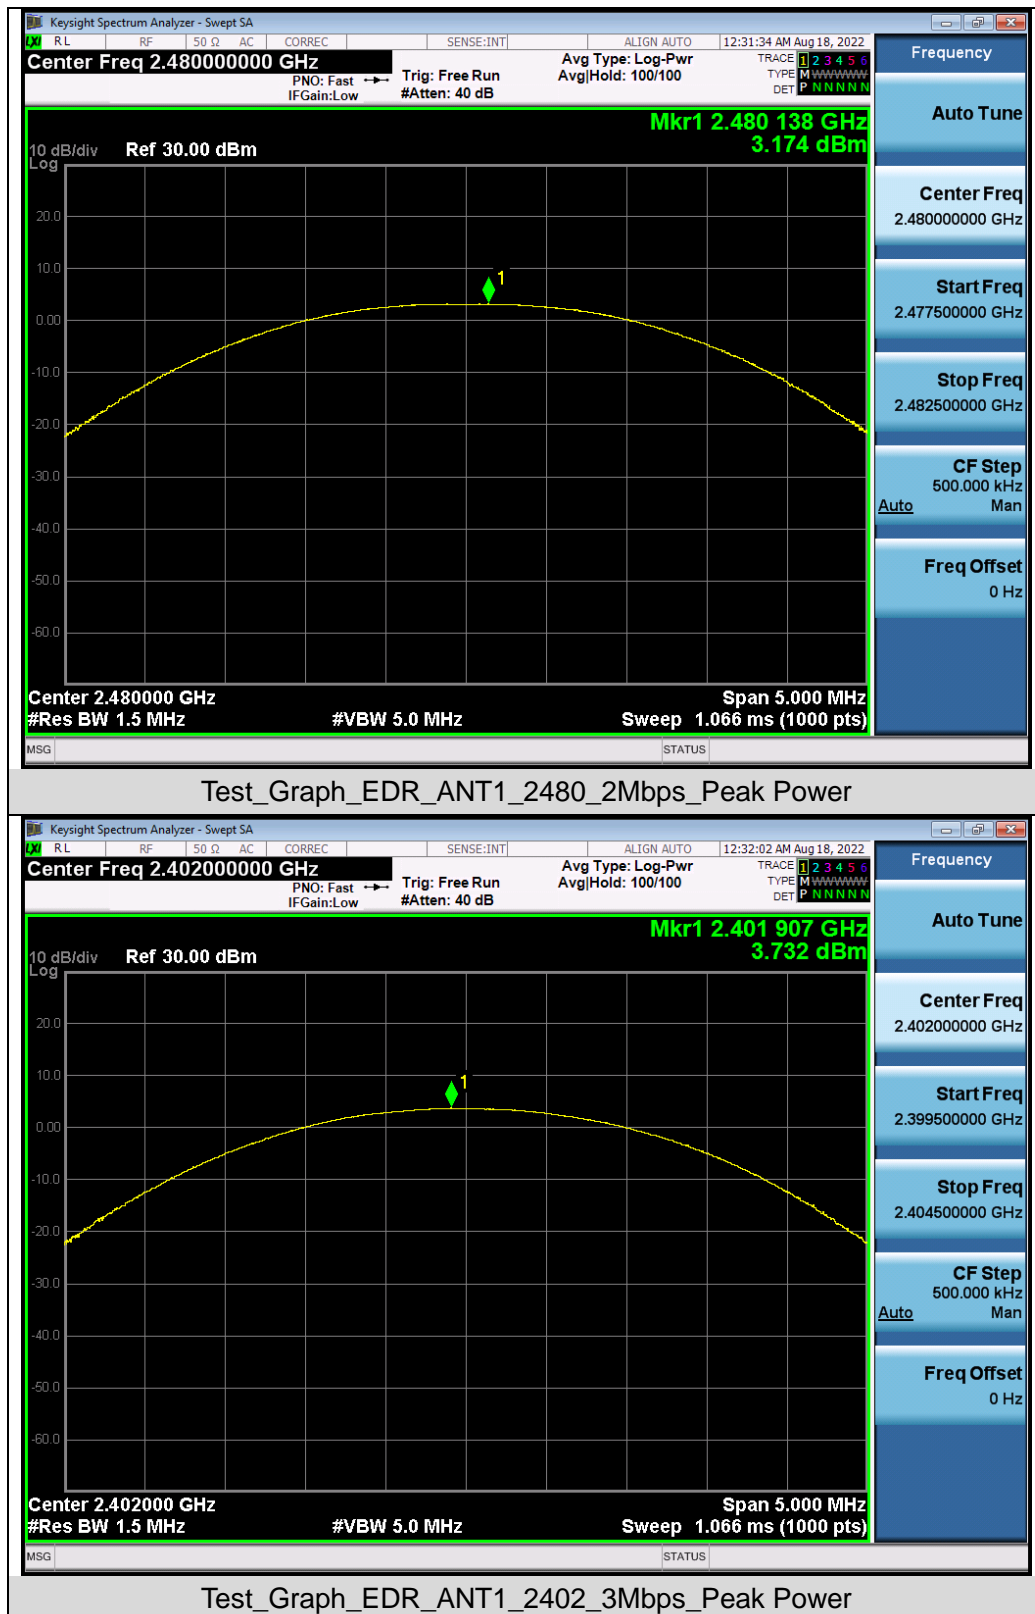 Keysight Spectrum Analyzer - Swept SA
LXI RL RF 50 Ω AC CORREC SENSE:INT ALIGN AUTO 12:31:34 AM Aug 18, 2022
Center Freq 2.480000000 GHz
PNO: Fast
IFGain:Low
Trig: Free Run
#Atten: 40 dB
Avg Type: Log-Pwr
Avg|Hold: 100/100
TRACE 1 2 3 4 5 6
TYPE M WWWWW
DET P N N N N N
Mkr1 2.480 138 GHz
3.174 dBm
10 dB/div Ref 30.00 dBm
Log
20.0
10.0
0.00
-10.0
-20.0
-30.0
-40.0
-50.0
-60.0
1
Center 2.480000 GHz
Span 5.000 MHz
#Res BW 1.5 MHz
#VBW 5.0 MHz
Sweep 1.066 ms (1000 pts)
MSG
STATUS
Frequency
Auto Tune
Center Freq
2.480000000 GHz
Start Freq
2.477500000 GHz
Stop Freq
2.482500000 GHz
CF Step
500.000 kHz
Auto Man
Freq Offset
0 Hz
Test_Graph_EDR_ANT1_2480_2Mbps_Peak Power
Keysight Spectrum Analyzer - Swept SA
LXI RL RF 50 Ω AC CORREC SENSE:INT ALIGN AUTO 12:32:02 AM Aug 18, 2022
Center Freq 2.402000000 GHz
PNO: Fast
IFGain:Low
Trig: Free Run
#Atten: 40 dB
Avg Type: Log-Pwr
Avg|Hold: 100/100
TRACE 1 2 3 4 5 6
TYPE M WWWWW
DET P N N N N N
Mkr1 2.401 907 GHz
3.732 dBm
10 dB/div Ref 30.00 dBm
Log
20.0
10.0
0.00
-10.0
-20.0
-30.0
-40.0
-50.0
-60.0
1
Center 2.402000 GHz
Span 5.000 MHz
#Res BW 1.5 MHz
#VBW 5.0 MHz
Sweep 1.066 ms (1000 pts)
MSG
STATUS
Frequency
Auto Tune
Center Freq
2.402000000 GHz
Start Freq
2.399500000 GHz
Stop Freq
2.404500000 GHz
CF Step
500.000 kHz
Auto Man
Freq Offset
0 Hz
Test_Graph_EDR_ANT1_2402_3Mbps_Peak Power